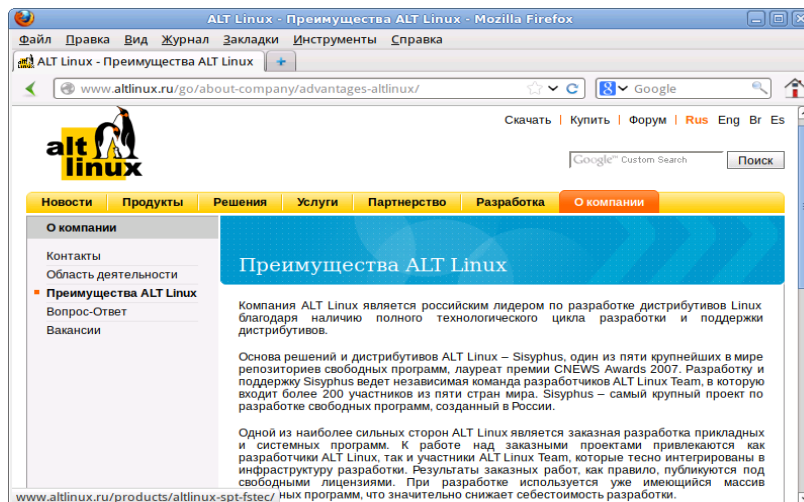 ALT Linux - Преимущества ALT Linux - Mozilla Firefox
Файл Правка Вид Журнал Закладки Инструменты Справка
ALT Linux - Преимущества ALT Linux
www.altlinux.ru/go/about-company/advantages-altlinux/ Google
Скачать | Купить | Форум | Rus Eng Br Es
alt
linux
Google™ Custom Search Поиск
Новости Продукты Решения Услуги Партнерство Разработка О компании
О компании
Контакты
Область деятельности
Преимущества ALT Linux
Вопрос-Ответ
Вакансии
Преимущества ALT Linux
Компания ALT Linux является российским лидером по разработке дистрибутивов Linux
благодаря наличию полного технологического цикла разработки и поддержки
дистрибутивов.
Основа решений и дистрибутивов ALT Linux – Sisyphus, один из пяти крупнейших в мире
репозиториев свободных программ, лауреат премии CNEWS Awards 2007. Разработку и
поддержку Sisyphus ведет независимая команда разработчиков ALT Linux Team, в которую
входит более 200 участников из пяти стран мира. Sisyphus – самый крупный проект по
разработке свободных программ, созданный в России.
Одной из наиболее сильных сторон ALT Linux является заказная разработка прикладных
и системных программ. К работе над заказными проектами привлекаются как
разработчики ALT Linux, так и участники ALT Linux Team, которые тесно интегрированы в
инфраструктуру разработки. Результаты заказных работ, как правило, публикуются под
свободными лицензиями. При разработке используется уже имеющийся массив
ных программ, что значительно снижает себестоимость разработки.
www.altlinux.ru/products/altlinux-spt-fstec/